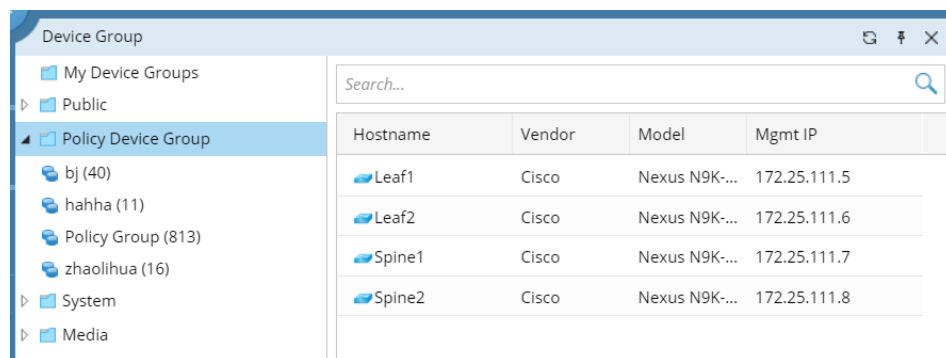 Device Group
My Device Groups
Public
Policy Device Group
bj (40)
hahha (11)
Policy Group (813)
zhaolihua (16)
System
Media
Search...
Hostname Vendor Model Mgmt IP
Leaf1 Cisco Nexus N9K-... 172.25.111.5
Leaf2 Cisco Nexus N9K-... 172.25.111.6
Spine1 Cisco Nexus N9K-... 172.25.111.7
Spine2 Cisco Nexus N9K-... 172.25.111.8